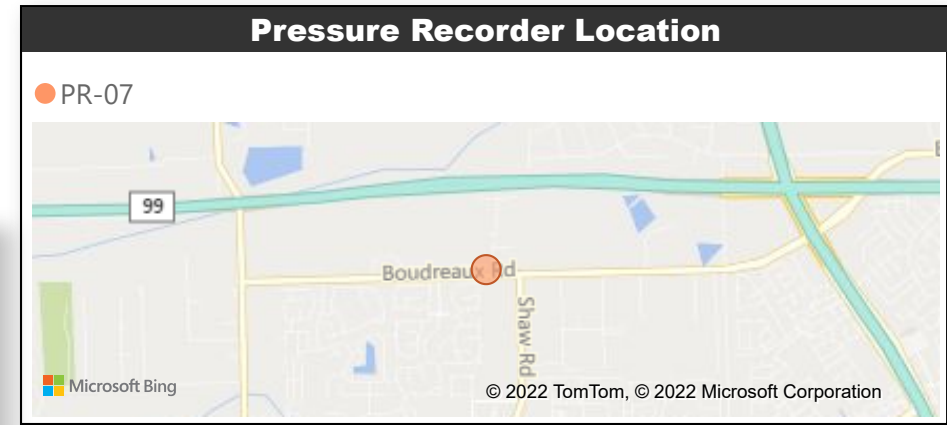 Pressure Recorder Location
PR-07
99
Boudreaux Rd
Shaw Rd
Microsoft Bing
© 2022 TomTom, © 2022 Microsoft Corporation